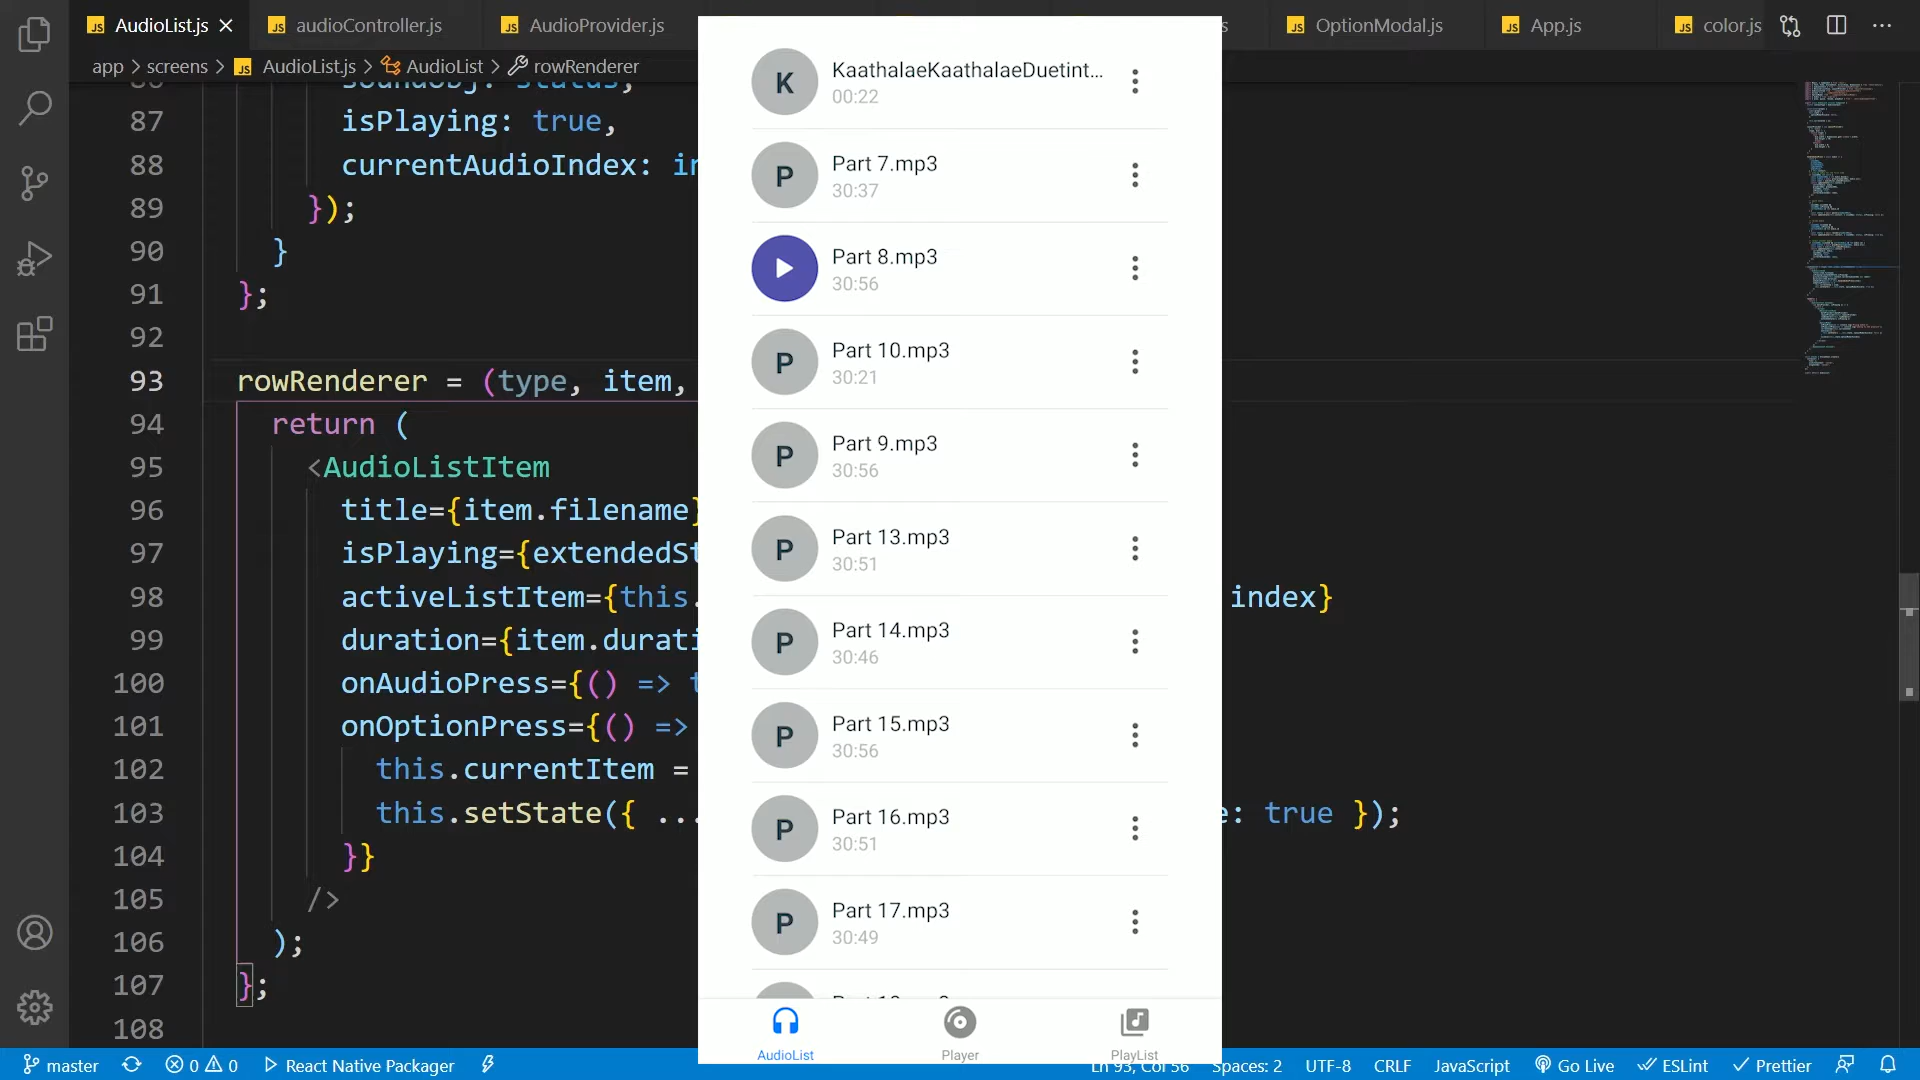 AudioList.js
audioController.js
AudioProvider.js
s
OptionModal.js
App.js
color.js
app > screens > JS AudioList.js > AudioList > rowRenderer
soundObj: status,
87 isPlaying: true,
88 currentAudioIndex: in
89 });
90 }
91 };
92
93 rowRenderer = (type, item,
94 return (
95 <AudioListItem
96 title={item.filename}
97 isPlaying={extendedSt
98 activeListItem={this. index}
99 duration={item.durati
100 onAudioPress={() => t
101 onOptionPress={() =>
102 this.currentItem =
103 this.setState({ ... e: true });
104 }}
105 />
106 );
107 };
108
K
KaathalaeKaathalaeDuetint...
00:22
P
Part 7.mp3
30:37
Part 8.mp3
30:56
P
Part 10.mp3
30:21
P
Part 9.mp3
30:56
P
Part 13.mp3
30:51
P
Part 14.mp3
30:46
P
Part 15.mp3
30:56
P
Part 16.mp3
30:51
P
Part 17.mp3
30:49
AudioList
Player
PlayList
master 0 0 React Native Packager Ln 93, Col 56 Spaces: 2 UTF-8 CRLF JavaScript Go Live ESLint Prettier